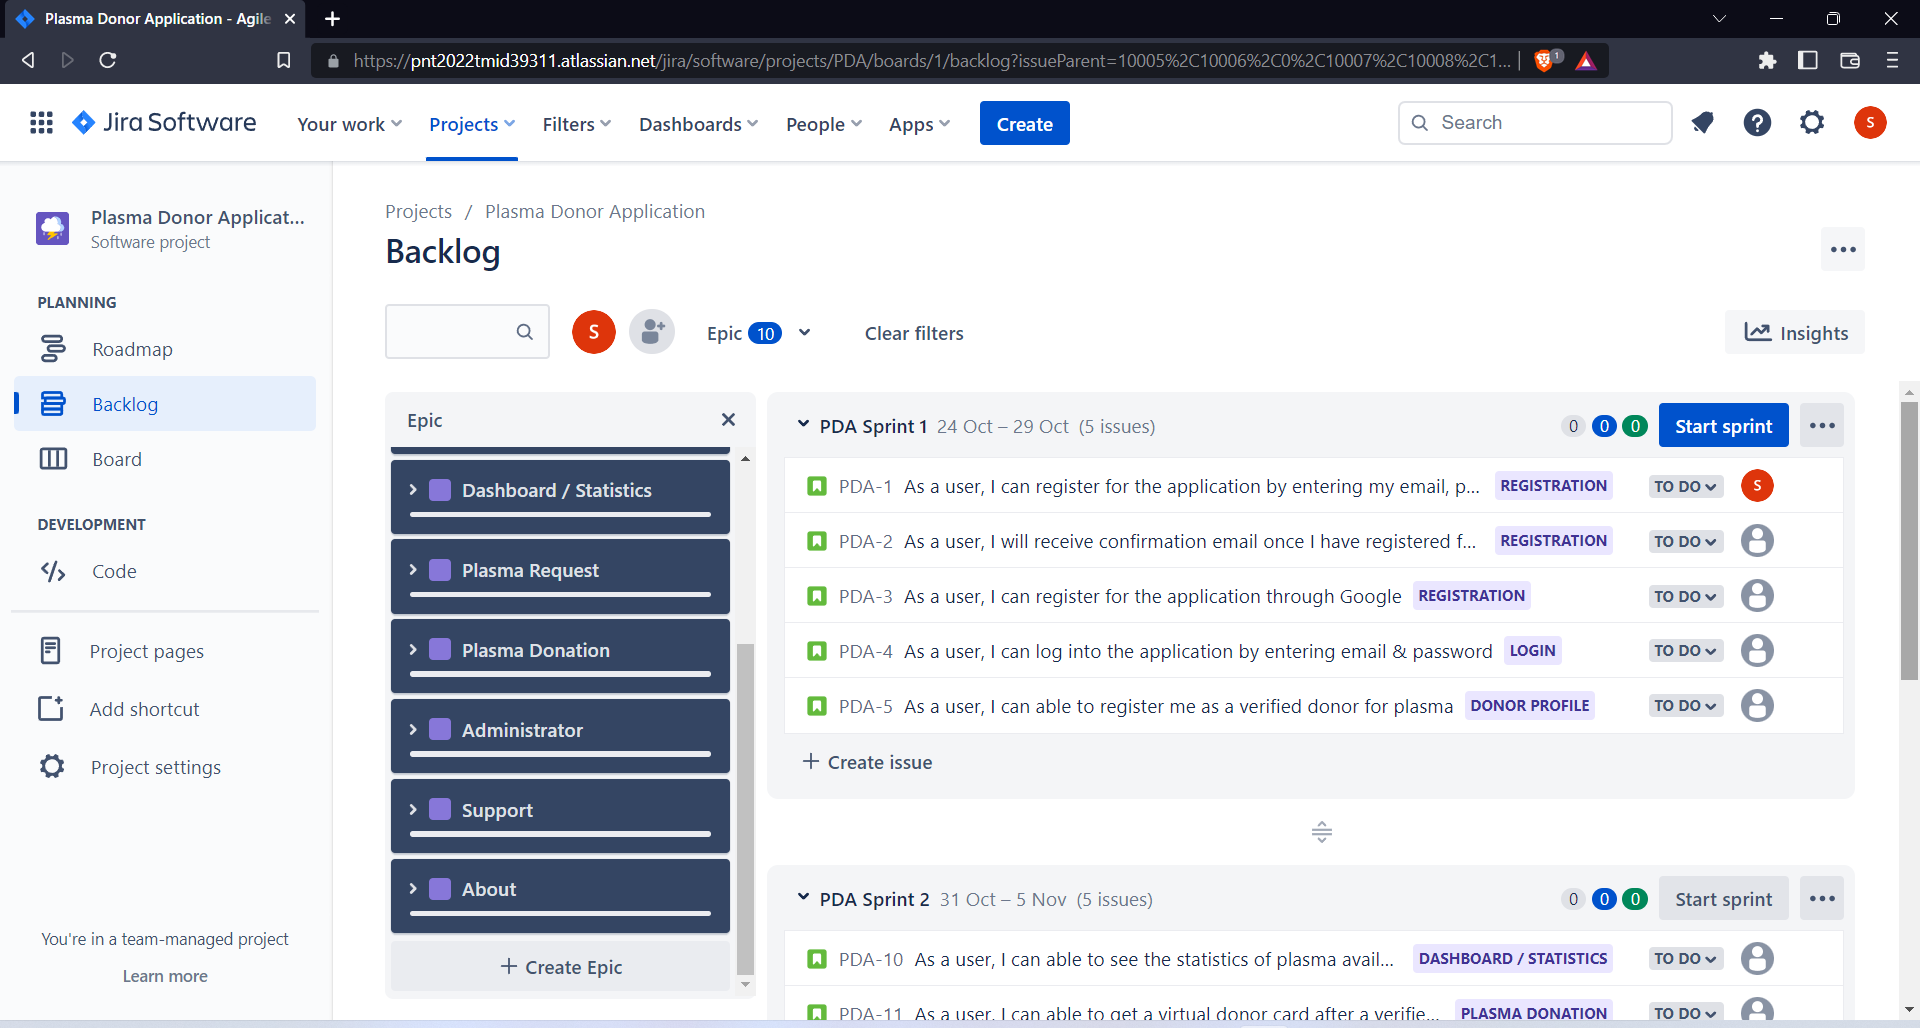 Plasma Donor Application - Agile
https://pnt2022tmid39311.atlassian.net/jira/software/projects/PDA/boards/1/backlog?issueParent=10005%2C10006%2C0%2C10007%2C10008%2C1...
1
Jira Software
Your work
Projects
Filters
Dashboards
People
Apps
Create
Search
S
Plasma Donor Applicat...
Software project
PLANNING
Roadmap
Backlog
Board
DEVELOPMENT
Code
Project pages
Add shortcut
Project settings
You're in a team-managed project
Learn more
Projects / Plasma Donor Application
Backlog
S
Epic 10
Clear filters
Insights
Epic
Dashboard / Statistics
Plasma Request
Plasma Donation
Administrator
Support
About
+ Create Epic
PDA Sprint 1 24 Oct – 29 Oct (5 issues) 0 0 0 Start sprint
PDA-1 As a user, I can register for the application by entering my email, p... REGISTRATION TO DO S
PDA-2 As a user, I will receive confirmation email once I have registered f... REGISTRATION TO DO
PDA-3 As a user, I can register for the application through Google REGISTRATION TO DO
PDA-4 As a user, I can log into the application by entering email & password LOGIN TO DO
PDA-5 As a user, I can able to register me as a verified donor for plasma DONOR PROFILE TO DO
+ Create issue
PDA Sprint 2 31 Oct – 5 Nov (5 issues) 0 0 0 Start sprint
PDA-10 As a user, I can able to see the statistics of plasma avail... DASHBOARD / STATISTICS TO DO
PDA-11 As a user, I can able to get a virtual donor card after a verifie... PLASMA DONATION TO DO